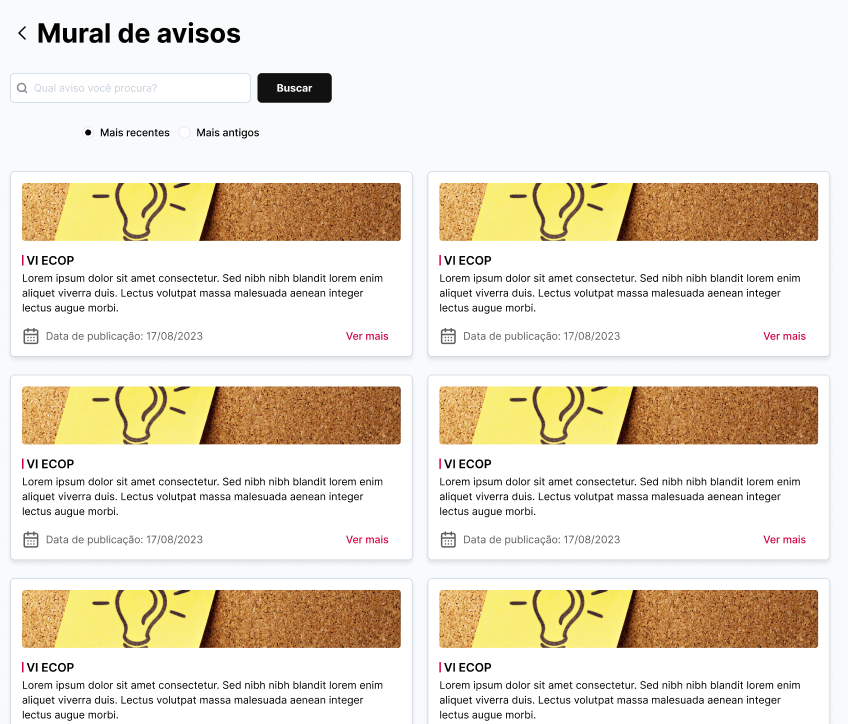 Mural de avisos
Qual aviso você procura?
Buscar
Mais recentes
Mais antigos
VI ECOP
Lorem ipsum dolor sit amet consectetur. Sed nibh nibh blandit lorem enim
aliquet viverra duis. Lectus volutpat massa malesuada aenean integer
lectus augue morbi.
Data de publicação: 17/08/2023
Ver mais
VI ECOP
Lorem ipsum dolor sit amet consectetur. Sed nibh nibh blandit lorem enim
aliquet viverra duis. Lectus volutpat massa malesuada aenean integer
lectus augue morbi.
Data de publicação: 17/08/2023
Ver mais
VI ECOP
Lorem ipsum dolor sit amet consectetur. Sed nibh nibh blandit lorem enim
aliquet viverra duis. Lectus volutpat massa malesuada aenean integer
lectus augue morbi.
Data de publicação: 17/08/2023
Ver mais
VI ECOP
Lorem ipsum dolor sit amet consectetur. Sed nibh nibh blandit lorem enim
aliquet viverra duis. Lectus volutpat massa malesuada aenean integer
lectus augue morbi.
Data de publicação: 17/08/2023
Ver mais
VI ECOP
Lorem ipsum dolor sit amet consectetur. Sed nibh nibh blandit lorem enim
aliquet viverra duis. Lectus volutpat massa malesuada aenean integer
lectus augue morbi.
VI ECOP
Lorem ipsum dolor sit amet consectetur. Sed nibh nibh blandit lorem enim
aliquet viverra duis. Lectus volutpat massa malesuada aenean integer
lectus augue morbi.